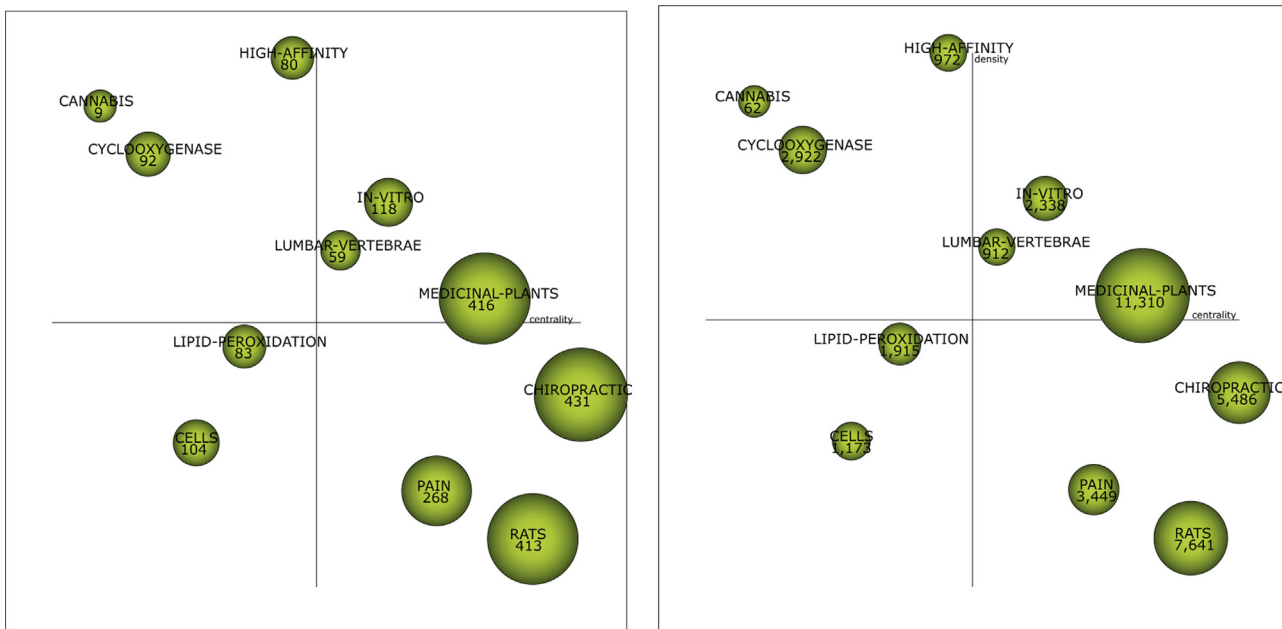 HIGH-AFFINITY
80
CANNABIS
9
CYCLOOXYGENASE
92
IN-VITRO
118
LUMBAR-VERTEBRAE
59
MEDICINAL-PLANTS
416
centrality
LIPID-PEROXIDATION
83
CHIROPRACTIC
431
CELLS
104
PAIN
268
RATS
413
HIGH-AFFINITY
972
density
CANNABIS
62
CYCLOOXYGENASE
2,922
IN-VITRO
2,338
LUMBAR-VERTEBRAE
912
MEDICINAL-PLANTS
11,310
centrality
LIPID-PEROXIDATION
1,915
CHIROPRACTIC
5,486
CELLS
1,173
PAIN
3,449
RATS
7,641